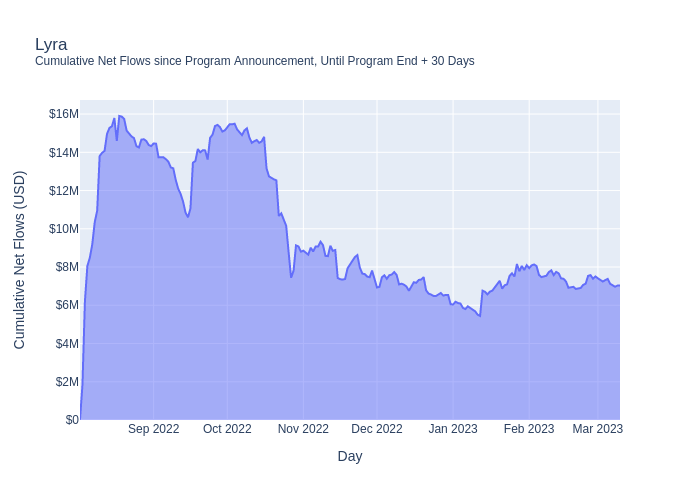 Lyra
Cumulative Net Flows since Program Announcement, Until Program End + 30 Days
Cumulative Net Flows (USD)
$16M
$14M
$12M
$10M
$8M
$6M
$4M
$2M
$0
Sep 2022 Oct 2022 Nov 2022 Dec 2022 Jan 2023 Feb 2023 Mar 2023
Day